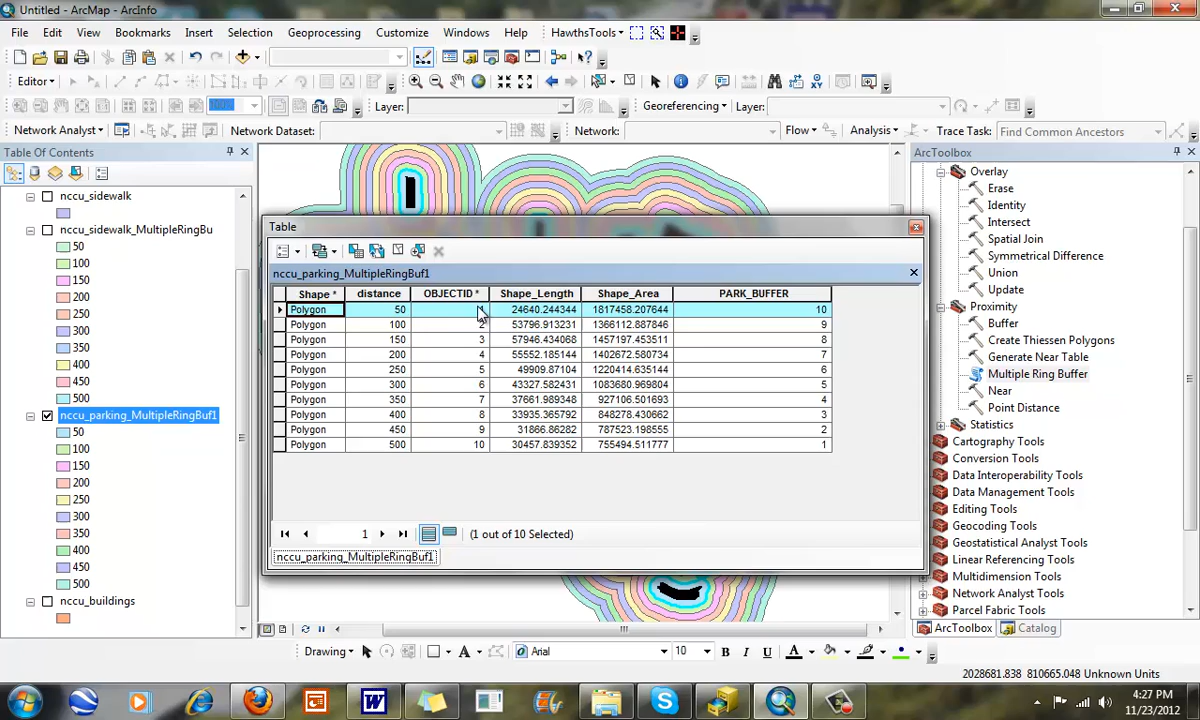 Untitled - ArcMap - ArcInfo
File Edit View Bookmarks Insert Selection Geoprocessing Customize Windows Help HawthsTools
Editor
100%
Layer:
Georeferencing Layer:
Network Analyst Network Dataset: Network: Flow Analysis Trace Task: Find Common Ancestors
Table Of Contents
nccu_sidewalk
nccu_sidewalk_MultipleRingBu
50
100
150
200
250
300
350
400
450
500
nccu_parking_MultipleRingBuf1
50
100
150
200
250
300
350
400
450
500
nccu_buildings
Table
nccu_parking_MultipleRingBuf1
Shape * distance OBJECTID * Shape_Length Shape_Area PARK_BUFFER
Polygon 50 1 24640.244344 1817458.207644 10
Polygon 100 2 53796.913231 1366112.887846 9
Polygon 150 3 57946.434068 1457197.453511 8
Polygon 200 4 55552.185144 1402672.580734 7
Polygon 250 5 49909.87104 1220414.635144 6
Polygon 300 6 43327.582431 1083680.969804 5
Polygon 350 7 37661.989348 927106.501693 4
Polygon 400 8 33935.365792 848278.430662 3
Polygon 450 9 31866.86282 787523.198555 2
Polygon 500 10 30457.839352 755494.511777 1
1 (1 out of 10 Selected)
nccu_parking_MultipleRingBuf1
ArcToolbox
Overlay
Erase
Identity
Intersect
Spatial Join
Symmetrical Difference
Union
Update
Proximity
Buffer
Create Thiessen Polygons
Generate Near Table
Multiple Ring Buffer
Near
Point Distance
Statistics
Cartography Tools
Conversion Tools
Data Interoperability Tools
Data Management Tools
Editing Tools
Geocoding Tools
Geostatistical Analyst Tools
Linear Referencing Tools
Multidimension Tools
Network Analyst Tools
Parcel Fabric Tools
ArcToolbox Catalog
Drawing A Arial 10 B I U A
2028681.838 810665.048 Unknown Units
4:27 PM
11/23/2012